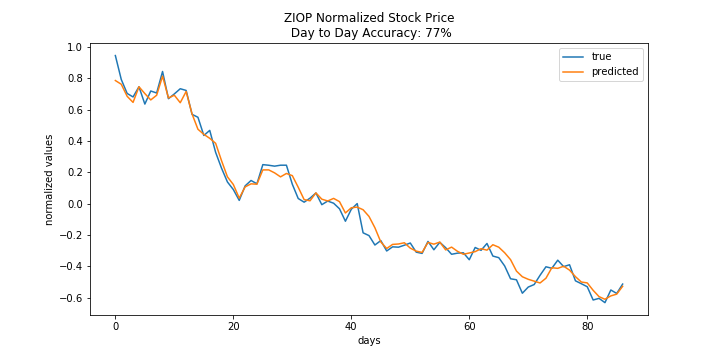 ZIOP Normalized Stock Price
Day to Day Accuracy: 77%
true
predicted
normalized values
1.0
0.8
0.6
0.4
0.2
0.0
−0.2
−0.4
−0.6
0 20 40 60 80
days